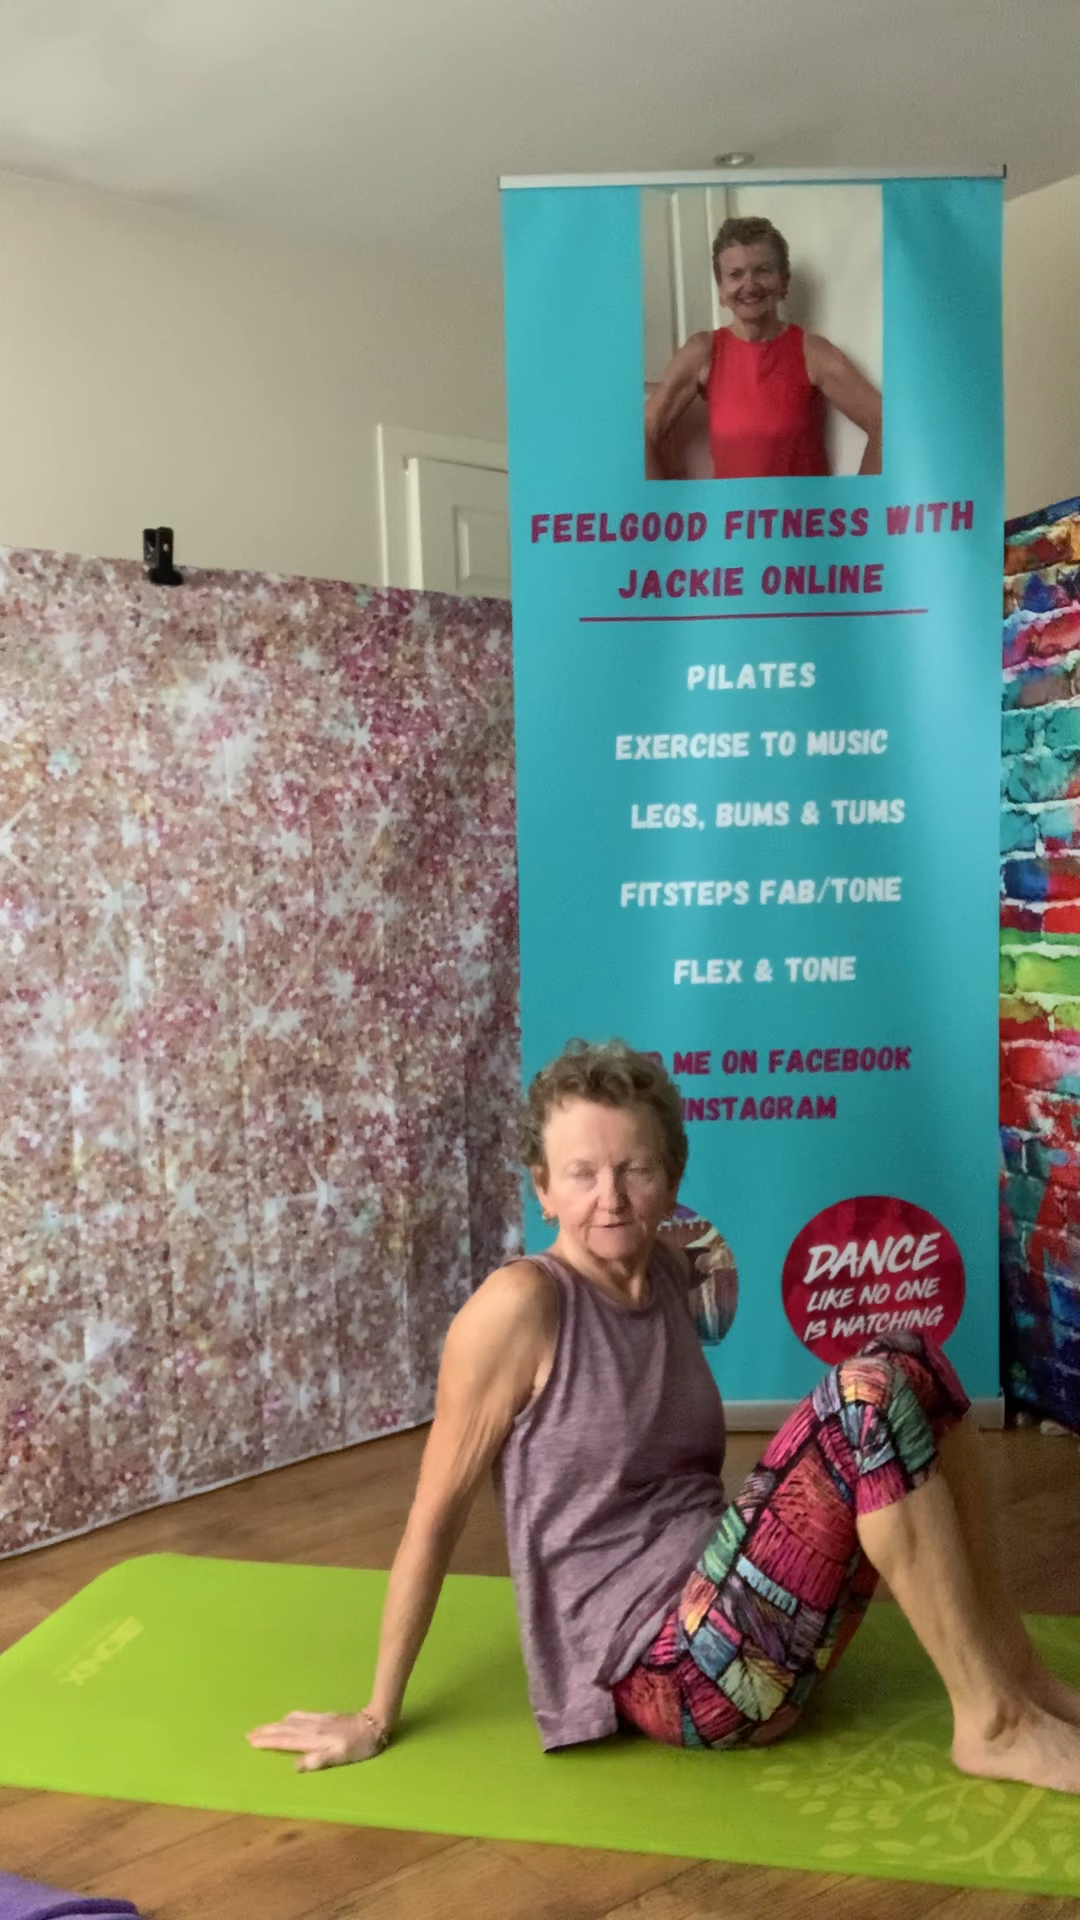 FEELGOOD FITNESS WITH
JACKIE ONLINE
PILATES
EXERCISE TO MUSIC
LEGS, BUMS & TUMS
FITSTEPS FAB/TONE
FLEX & TONE
ME ON FACEBOOK
INSTAGRAM
DANCE
LIKE NO ONE
IS WATCHING